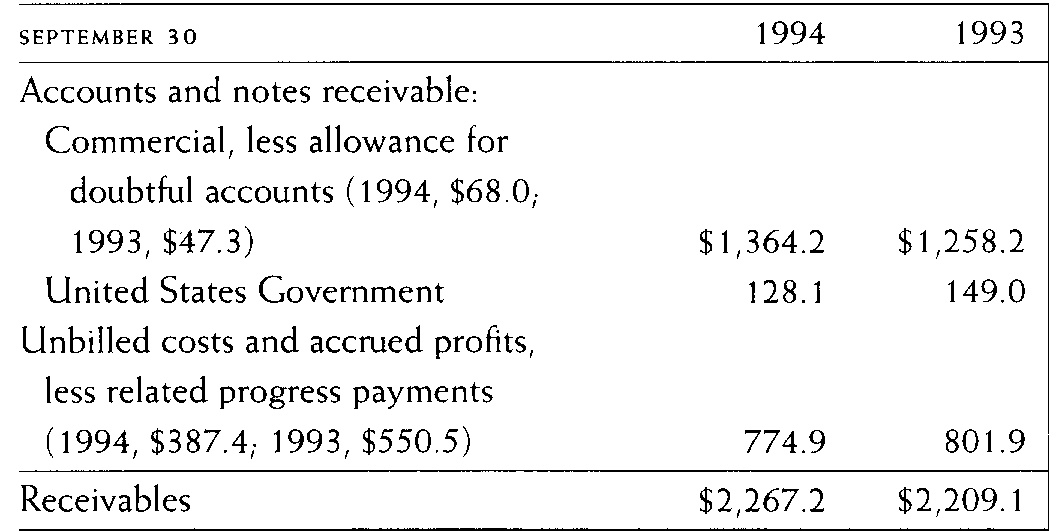 SEPTEMBER 30 1994 1993
Accounts and notes receivable:
Commercial, less allowance for
doubtful accounts (1994, $68.0;
1993, $47.3) $1,364.2 $1,258.2
United States Government 128.1 149.0
Unbilled costs and accrued profits,
less related progress payments
(1994, $387.4; 1993, $550.5) 774.9 801.9
Receivables $2,267.2 $2,209.1